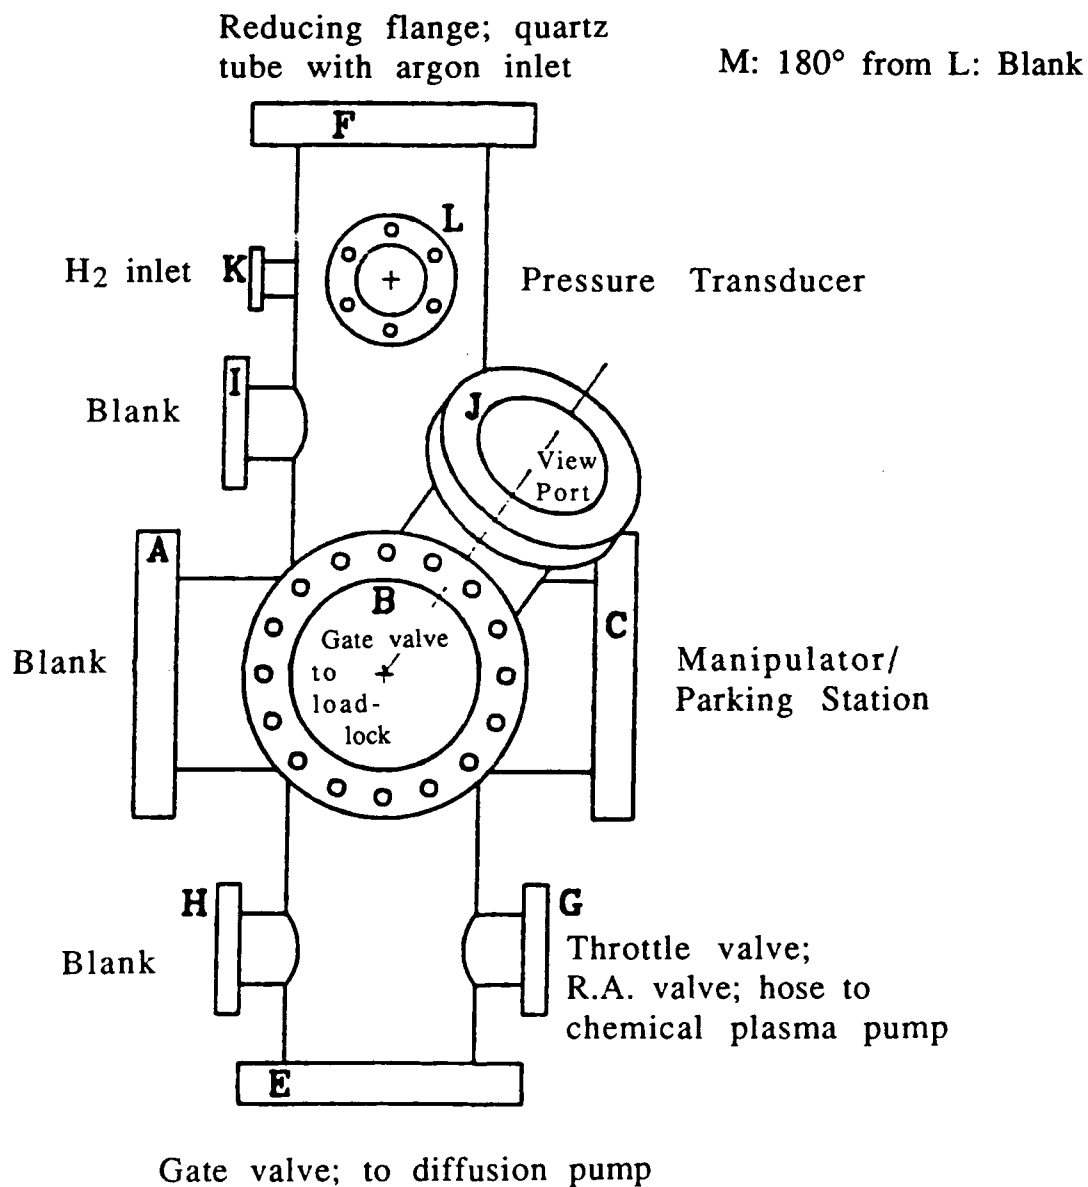 Reducing flange; quartz
tube with argon inlet
M: 180° from L: Blank
F
L
H2 inlet
K
Pressure Transducer
I
Blank
J
View
Port
A
B
C
Gate valve
to
load-
lock
Blank
Manipulator/
Parking Station
H
G
Blank
Throttle valve;
R.A. valve; hose to
chemical plasma pump
E
Gate valve; to diffusion pump